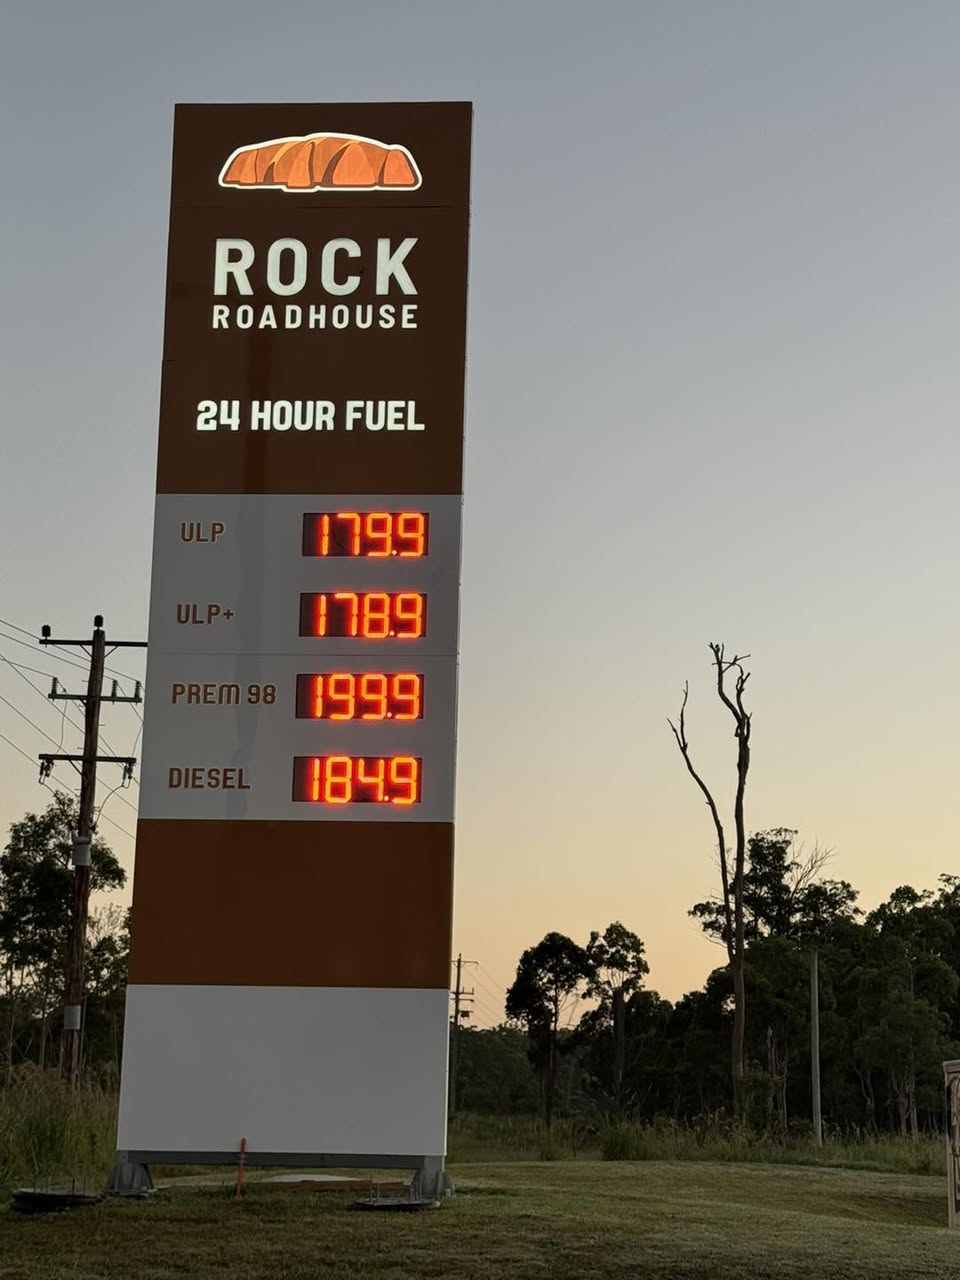 ROCK
ROADHOUSE
24 HOUR FUEL
ULP 179.9
ULP+ 178.9
PREM 98 199.9
DIESEL 184.9